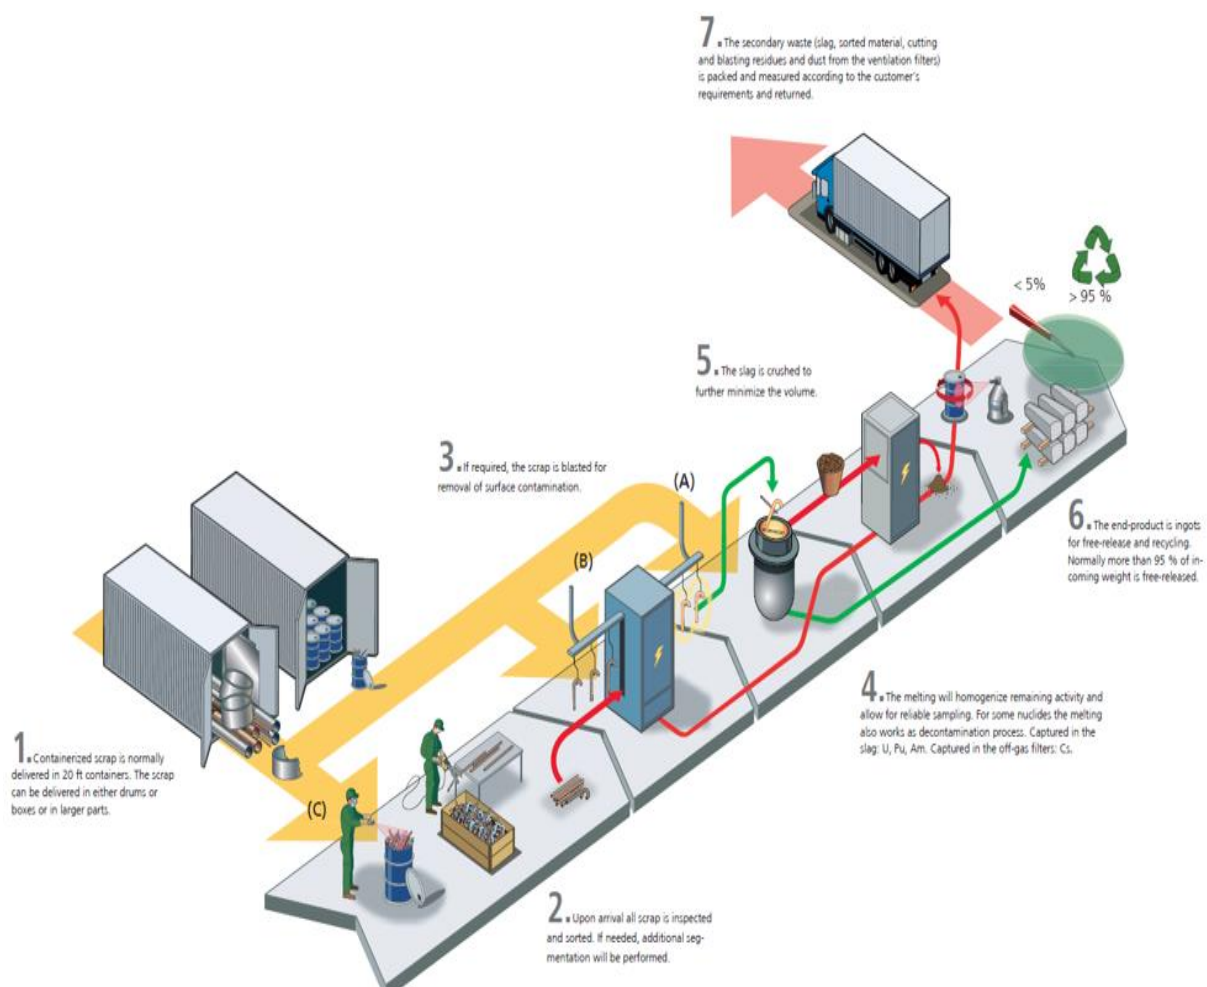 7. The secondary waste (slag, sorted material, cutting
and blasting residues and dust from the ventilation filters)
is packed and measured according to the customer's
requirements and returned.
< 5%
> 95 %
5. The slag is crushed to
further minimize the volume.
3. If required, the scrap is blasted for
removal of surface contamination.
(A)
(B)
6. The end-product is ingots
for free-release and recycling.
Normally more than 95 % of in-
coming weight is free-released.
4. The melting will homogenize remaining activity and
allow for reliable sampling. For some nuclides the melting
also works as decontamination process. Captured in the
slag: U, Pu, Am. Captured in the off-gas filters: Cs.
1. Containerized scrap is normally
delivered in 20 ft containers. The scrap
can be delivered in either drums or
boxes or in larger parts.
(C)
2. Upon arrival all scrap is inspected
and sorted. If needed, additional seg-
mentation will be performed.